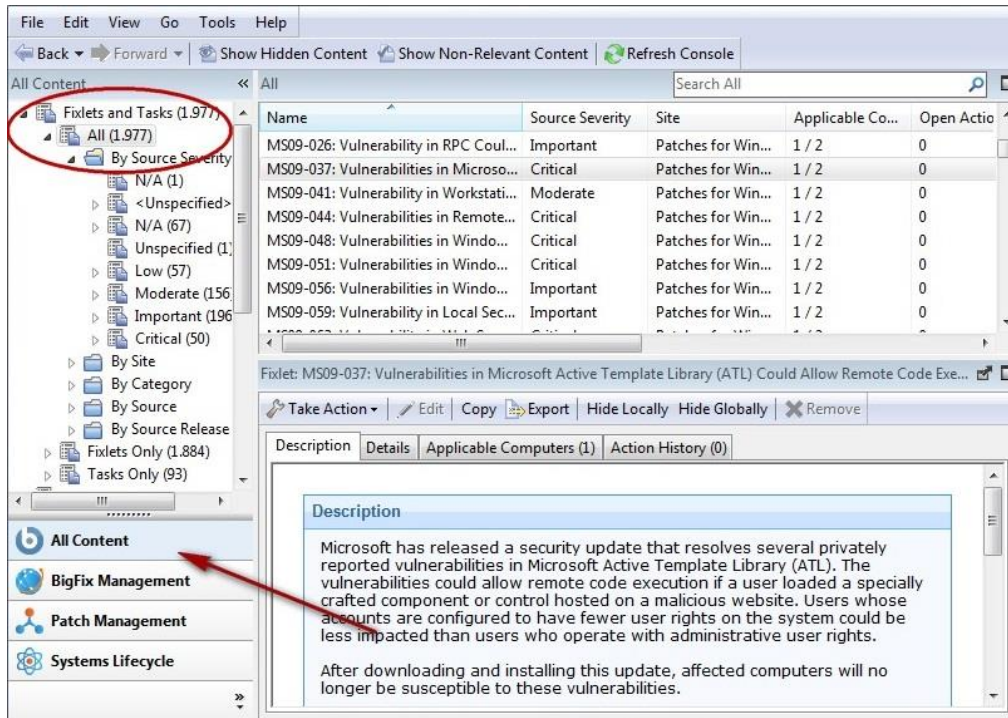 File Edit View Go Tools Help
Back Forward Show Hidden Content Show Non-Relevant Content Refresh Console
All Content « All Search All
Fixlets and Tasks (1.977)
All (1.977)
By Source Severity
N/A (1)
<Unspecified>
N/A (67)
Unspecified (1)
Low (57)
Moderate (156
Important (196
Critical (50)
By Site
By Category
By Source
By Source Release
Fixlets Only (1.884)
Tasks Only (93)
All Content
BigFix Management
Patch Management
Systems Lifecycle
»
Name Source Severity Site Applicable Co... Open Actio
MS09-026: Vulnerability in RPC Coul... Important Patches for Win... 1 / 2 0
MS09-037: Vulnerabilities in Microso... Critical Patches for Win... 1 / 2 0
MS09-041: Vulnerability in Workstati... Moderate Patches for Win... 1 / 2 0
MS09-044: Vulnerabilities in Remote... Critical Patches for Win... 1 / 2 0
MS09-048: Vulnerabilities in Windo... Critical Patches for Win... 1 / 2 0
MS09-051: Vulnerabilities in Windo... Critical Patches for Win... 1 / 2 0
MS09-056: Vulnerabilities in Windo... Important Patches for Win... 1 / 2 0
MS09-059: Vulnerability in Local Sec... Important Patches for Win... 1 / 2 0
Fixlet: MS09-037: Vulnerabilities in Microsoft Active Template Library (ATL) Could Allow Remote Code Exe...
Take Action Edit Copy Export Hide Locally Hide Globally Remove
Description Details Applicable Computers (1) Action History (0)
Description
Microsoft has released a security update that resolves several privately
reported vulnerabilities in Microsoft Active Template Library (ATL). The
vulnerabilities could allow remote code execution if a user loaded a specially
crafted component or control hosted on a malicious website. Users whose
accounts are configured to have fewer user rights on the system could be
less impacted than users who operate with administrative user rights.
After downloading and installing this update, affected computers will no
longer be susceptible to these vulnerabilities.